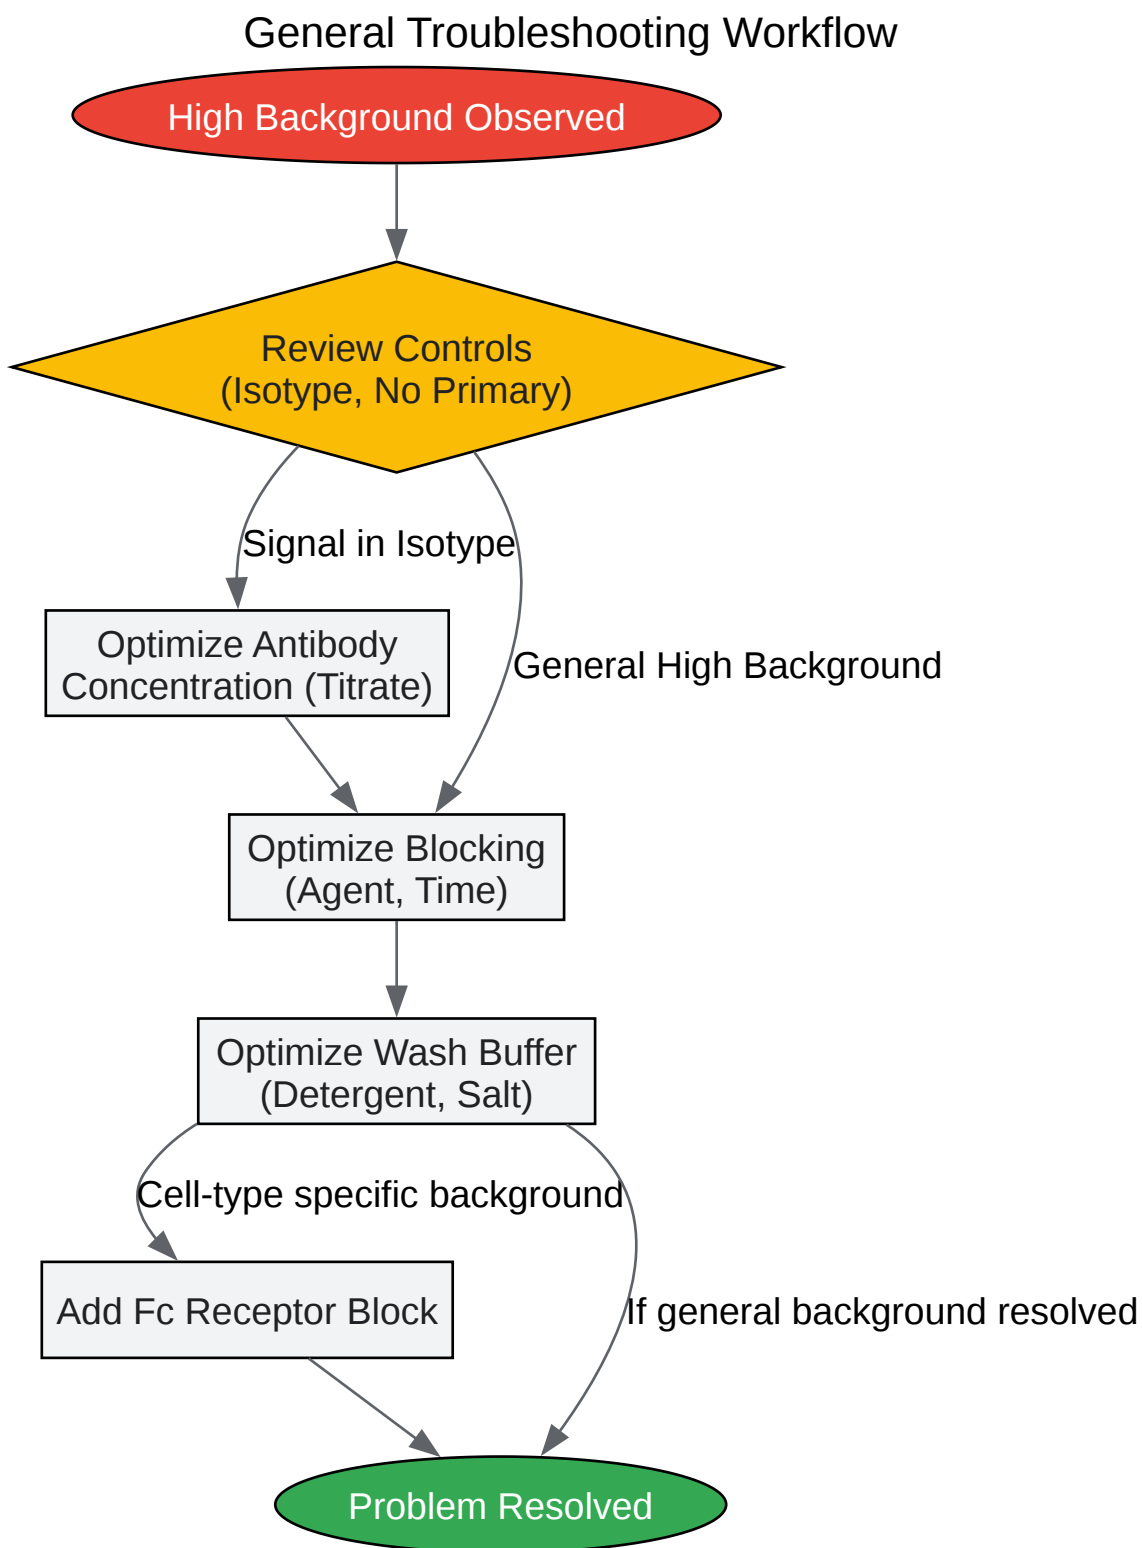 General Troubleshooting Workflow
High Background Observed
Review Controls
(Isotype, No Primary)
Signal in Isotype
Optimize Antibody
Concentration (Titrate)
General High Background
Optimize Blocking
(Agent, Time)
Optimize Wash Buffer
(Detergent, Salt)
Cell-type specific background
Add Fc Receptor Block
If general background resolved
Problem Resolved